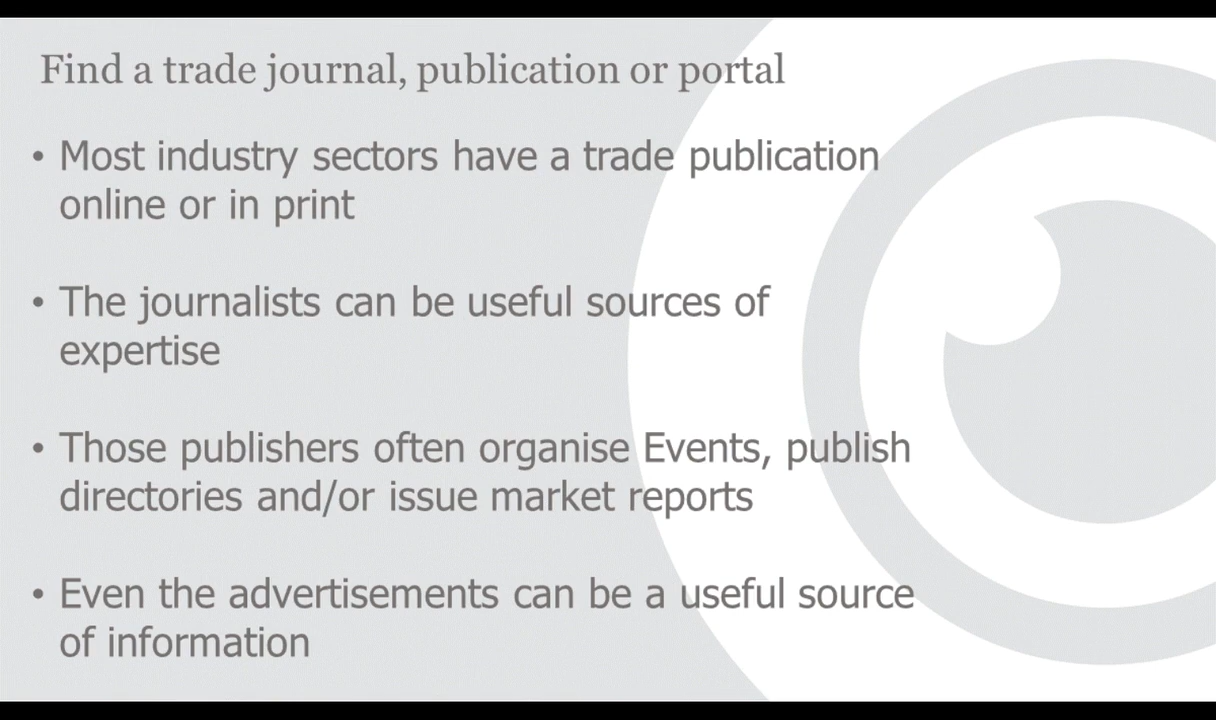 Find a trade journal, publication or portal
• Most industry sectors have a trade publication
online or in print
• The journalists can be useful sources of
expertise
• Those publishers often organise Events, publish
directories and/or issue market reports
• Even the advertisements can be a useful source
of information